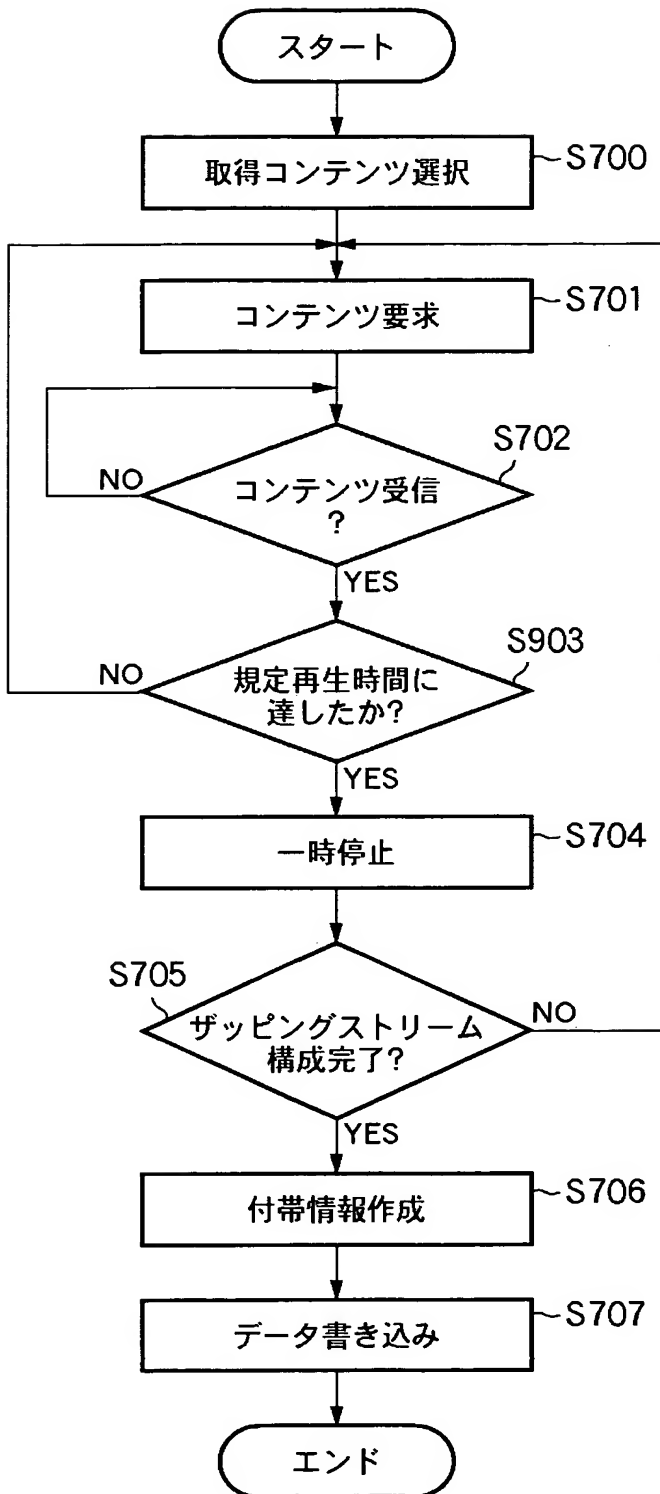 スタート
取得コンテンツ選択
S700
コンテンツ要求
S701
S702
コンテンツ受信
?
NO
YES
S903
規定再生時間に
達したか?
NO
YES
一時停止
S704
S705
ザッピングストリーム
構成完了?
NO
YES
付帯情報作成
S706
データ書き込み
S707
エンド